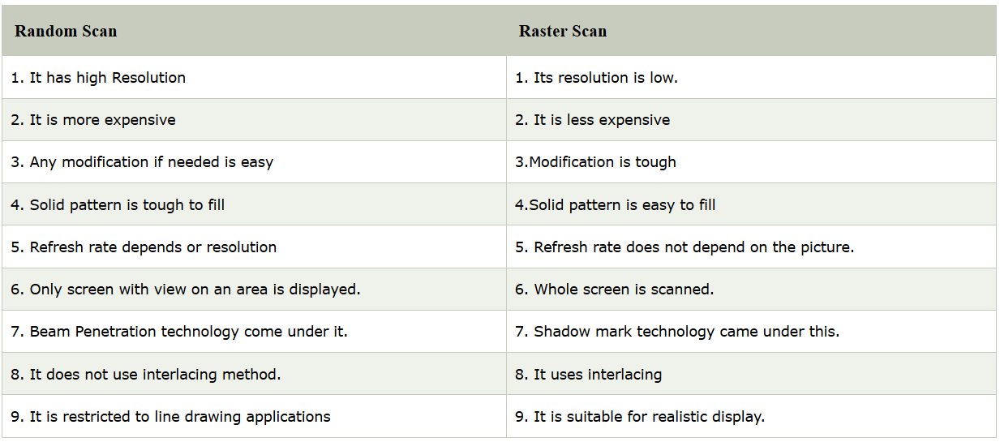 Random Scan
Raster Scan
1. It has high Resolution
1. Its resolution is low.
2. It is more expensive
2. It is less expensive
3. Any modification if needed is easy
3.Modification is tough
4. Solid pattern is tough to fill
4.Solid pattern is easy to fill
5. Refresh rate depends or resolution
5. Refresh rate does not depend on the picture.
6. Only screen with view on an area is displayed.
6. Whole screen is scanned.
7. Beam Penetration technology come under it.
7. Shadow mark technology came under this.
8. It does not use interlacing method.
8. It uses interlacing
9. It is restricted to line drawing applications
9. It is suitable for realistic display.